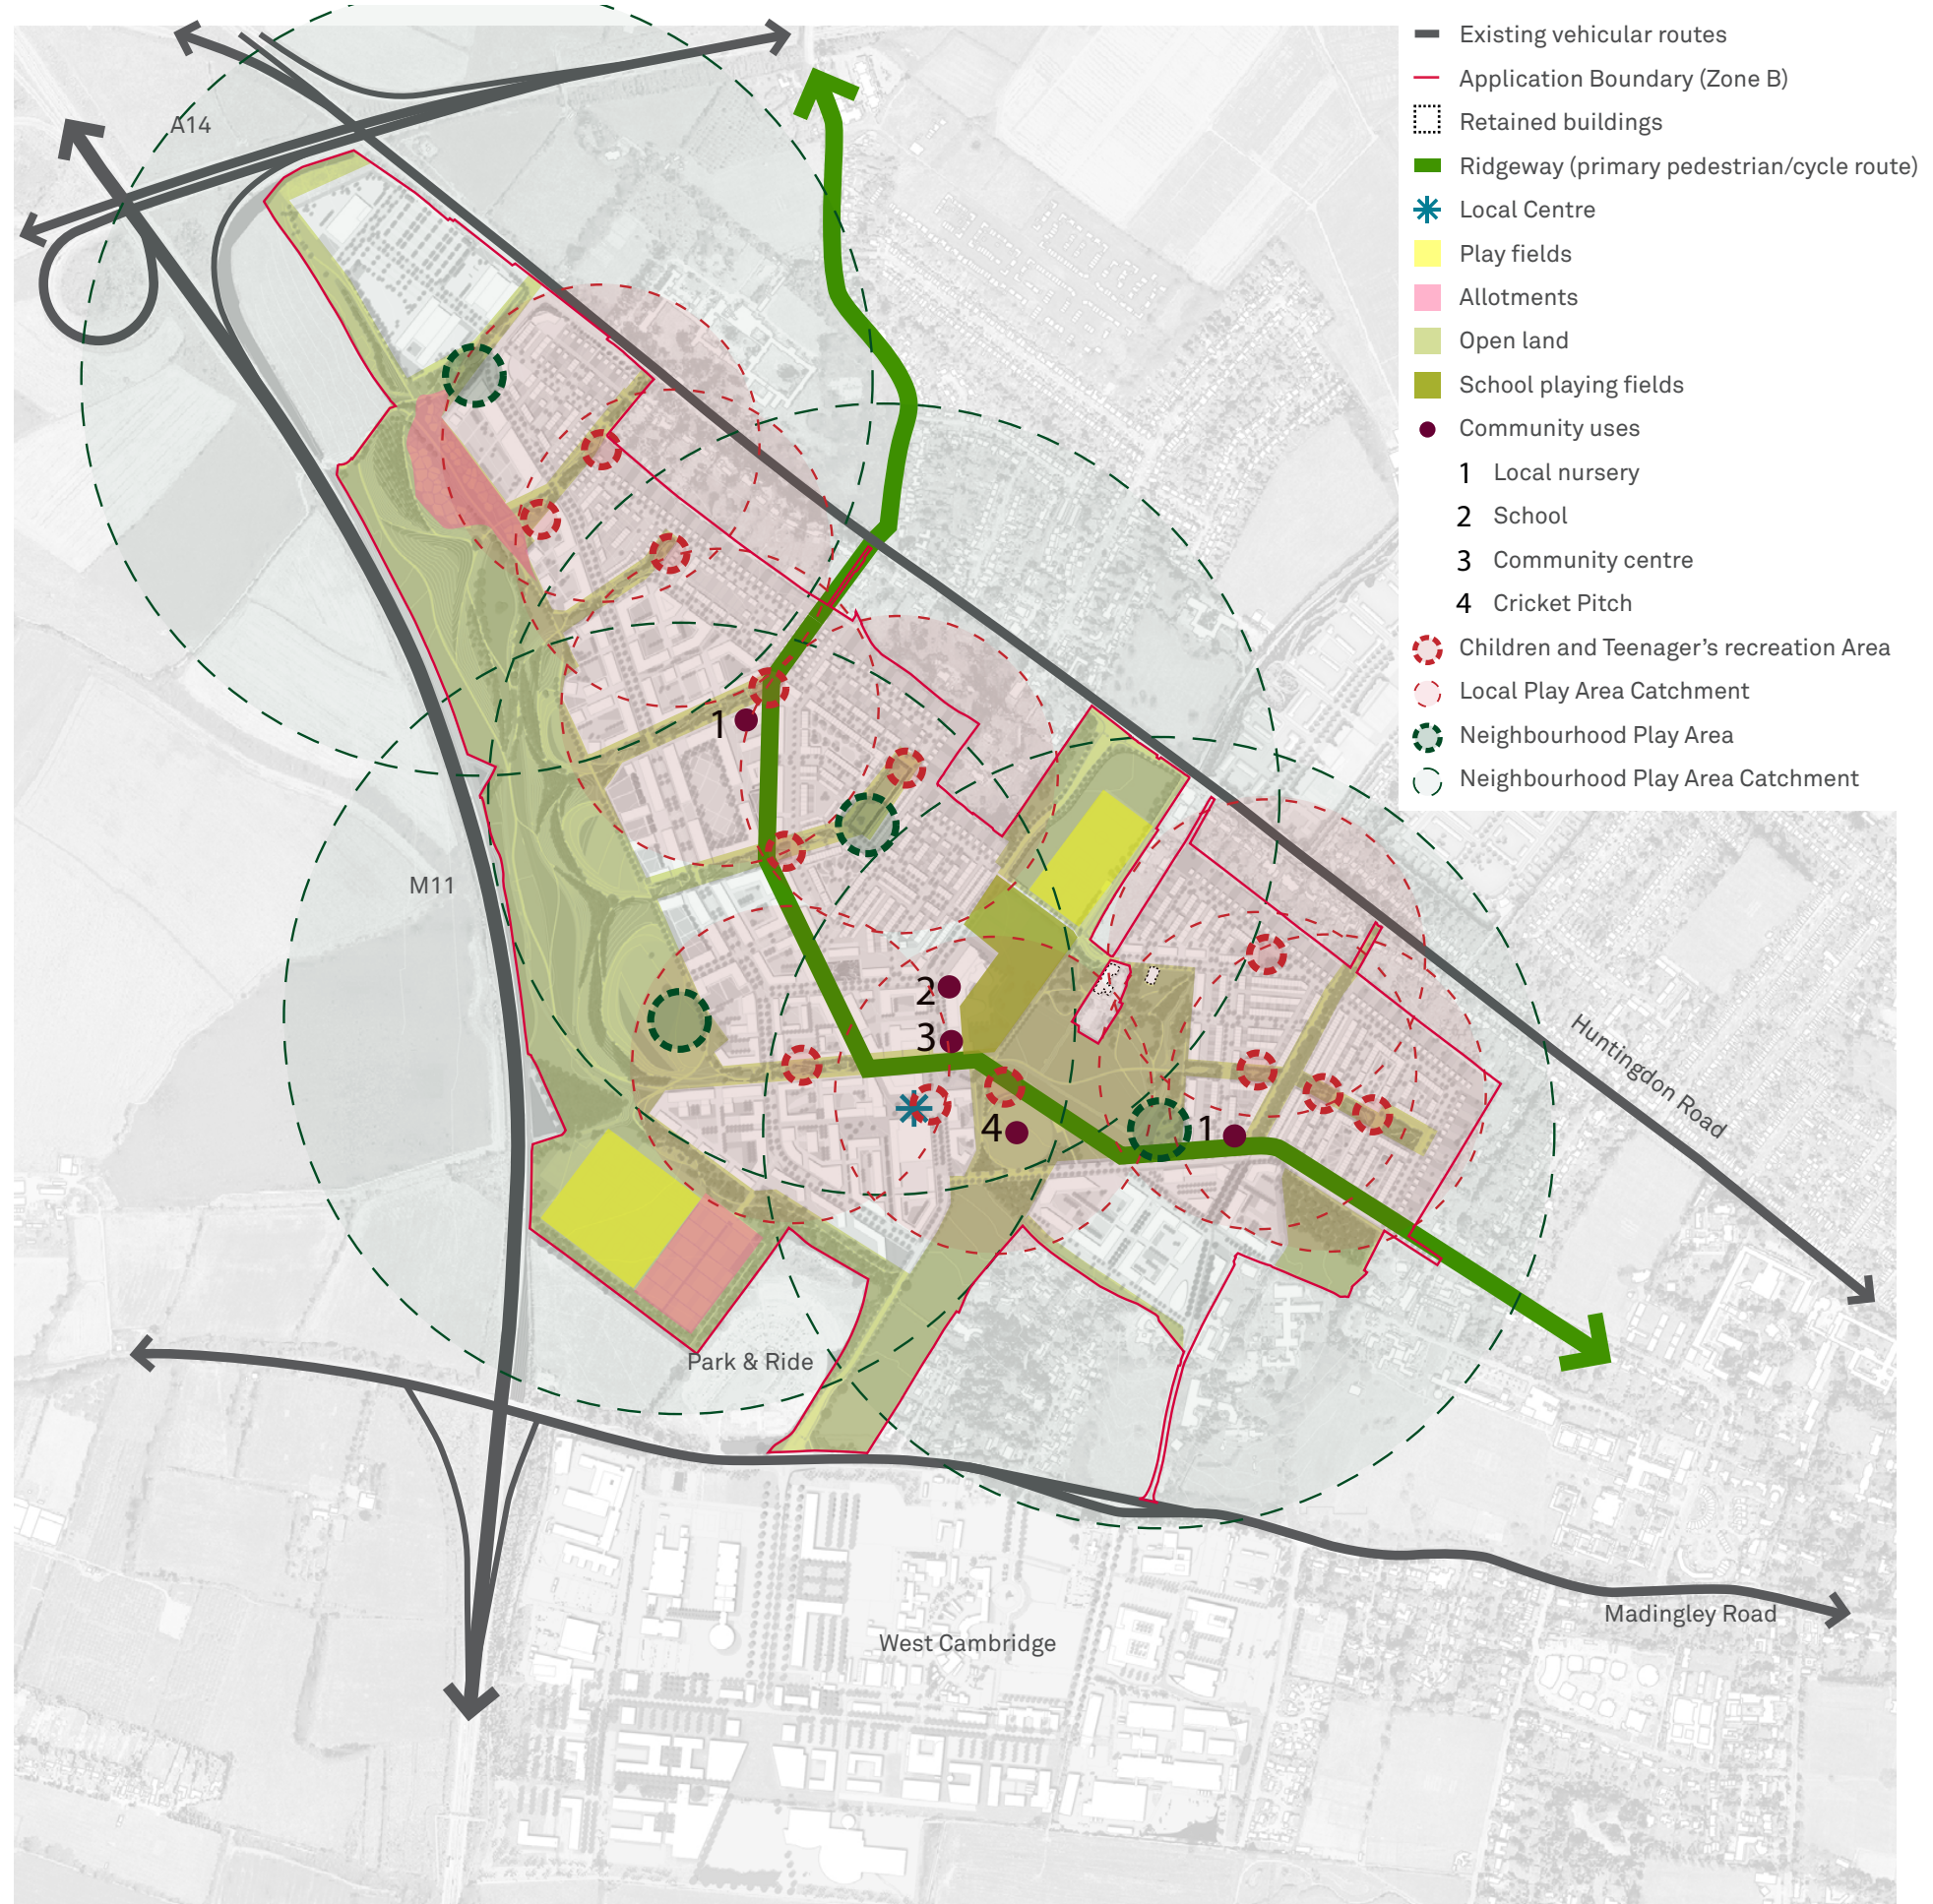 Existing vehicular routes
Application Boundary (Zone B)
Retained buildings
Ridgeway (primary pedestrian/cycle route)
Local Centre
Play fields
Allotments
Open land
School playing fields
Community uses
1 Local nursery
2 School
3 Community centre
4 Cricket Pitch
Children and Teenager’s recreation Area
Local Play Area Catchment
Neighbourhood Play Area
Neighbourhood Play Area Catchment
A14
1
M11
2
3
Huntingdon Road
4
1
Park & Ride
Madingley Road
West Cambridge